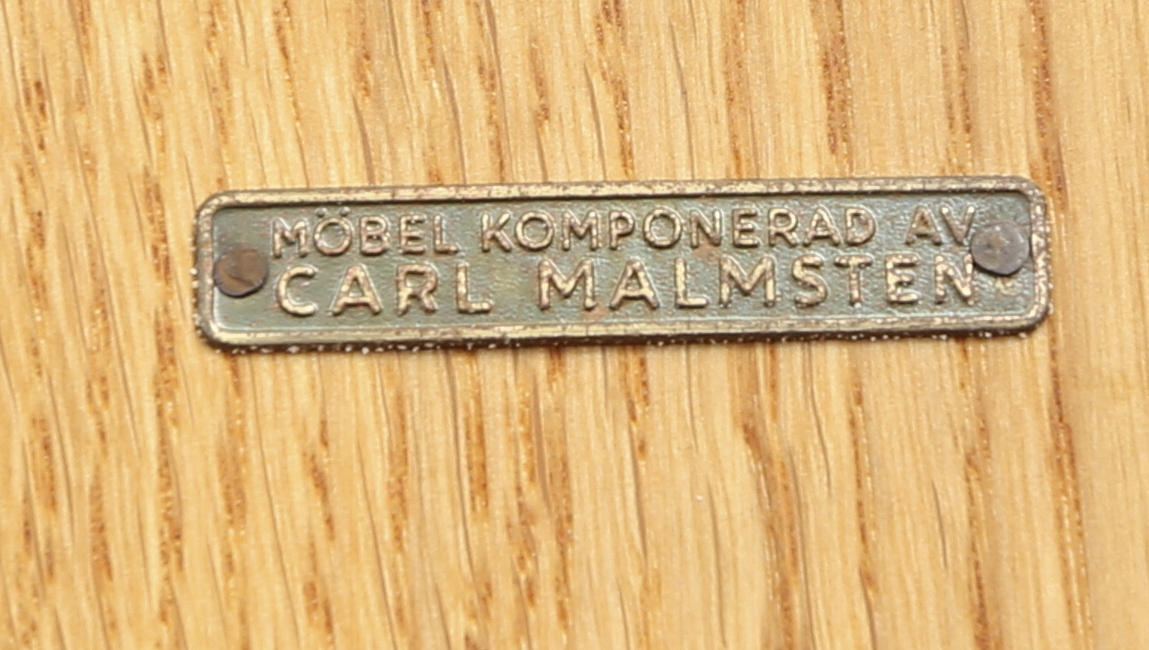 MÖBEL KOMPONERAD AV
CARL MALMSTEN